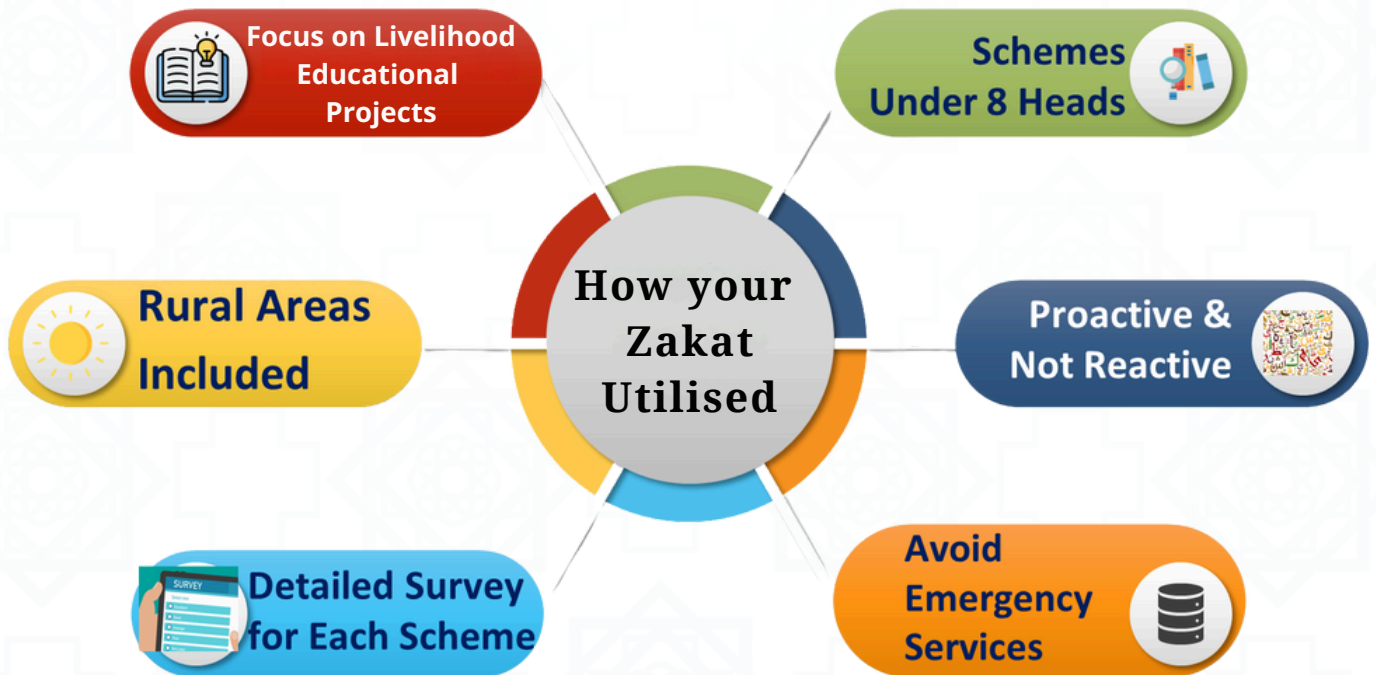 Focus on Livelihood
Educational
Projects
Schemes
Under 8 Heads
How your
Zakat
Utilised
Rural Areas
Included
Proactive &
Not Reactive
SURVEY
Detailed Survey
for Each Scheme
Avoid
Emergency
Services